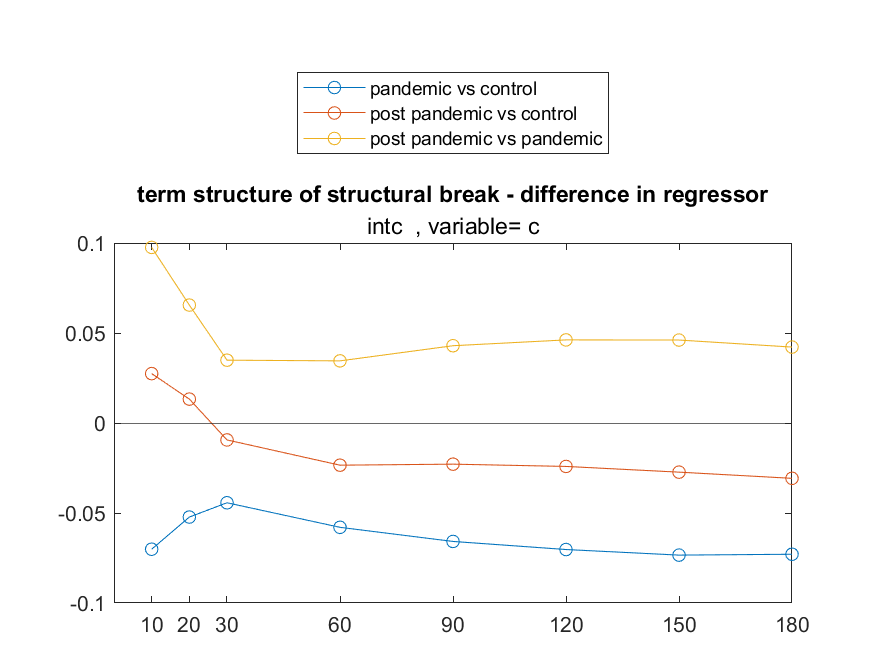 pandemic vs control
post pandemic vs control
post pandemic vs pandemic
term structure of structural break - difference in regressor
intc  , variable= c
0.1
0.05
0
-0.05
-0.1
10 20 30 60 90 120 150 180